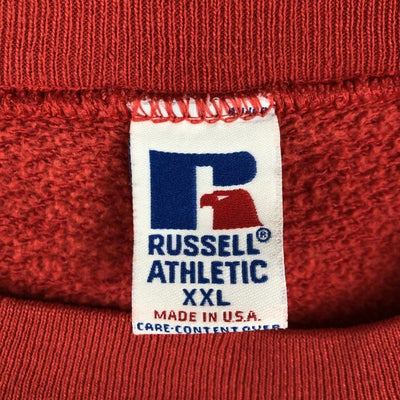 RUSSELL®
ATHLETIC
XXL
MADE IN U.S.A.
CARE-CONTENT OVER